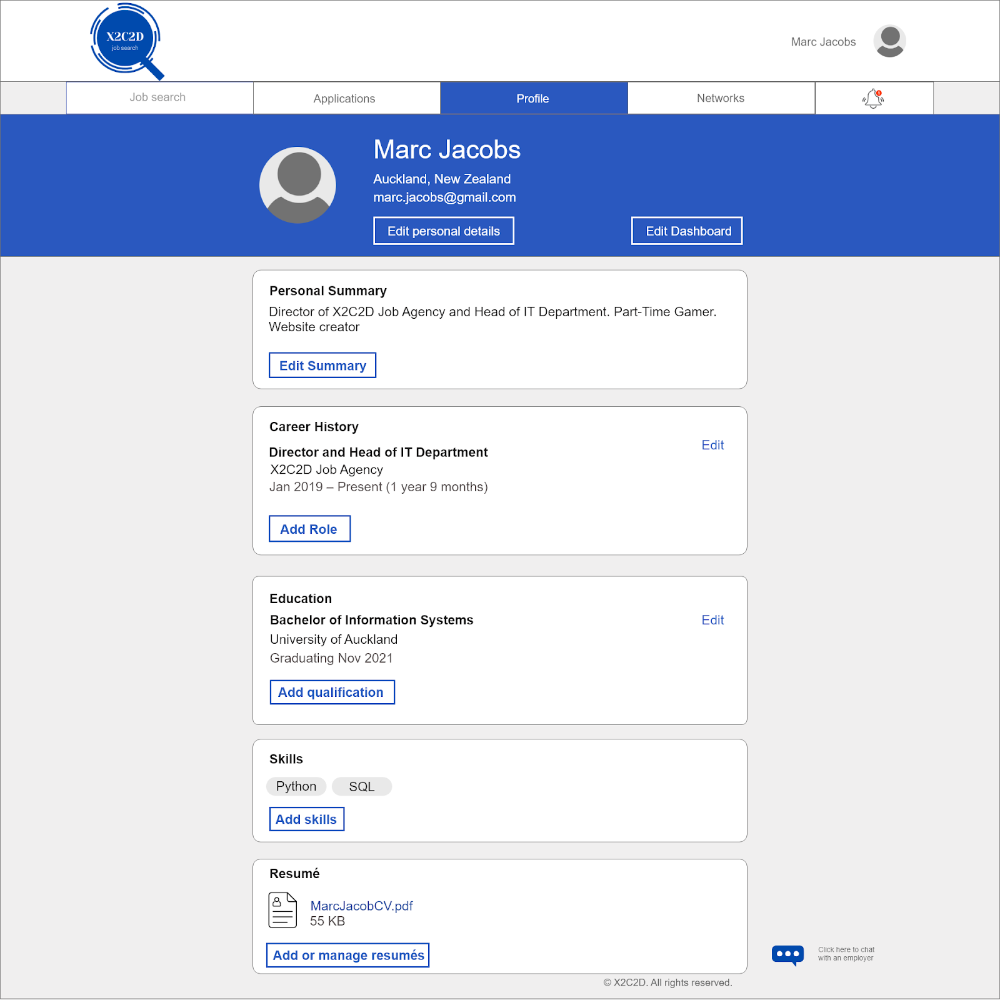 X2C2D
job search
Marc Jacobs
Job search
Applications
Profile
Networks
1
Marc Jacobs
Auckland, New Zealand
marc.jacobs@gmail.com
Edit personal details
Edit Dashboard
Personal Summary
Director of X2C2D Job Agency and Head of IT Department. Part-Time Gamer.
Website creator
Edit Summary
Career History
Edit
Director and Head of IT Department
X2C2D Job Agency
Jan 2019 – Present (1 year 9 months)
Add Role
Education
Bachelor of Information Systems
Edit
University of Auckland
Graduating Nov 2021
Add qualification
Skills
Python
SQL
Add skills
Resumé
MarcJacobCV.pdf
55 KB
Add or manage resumés
Click here to chat
with an employer
© X2C2D. All rights reserved.